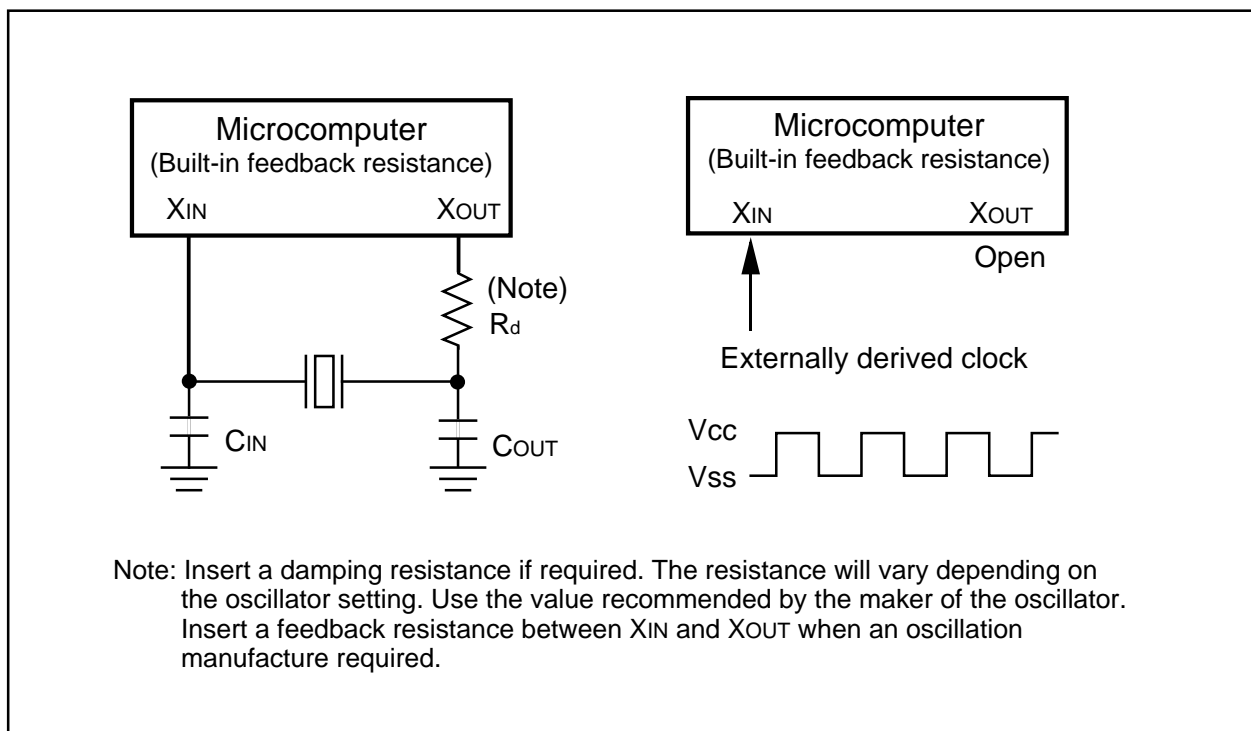 Microcomputer
(Built-in feedback resistance)
XIN XOUT
(Note)
Rd
CIN
COUT
Microcomputer
(Built-in feedback resistance)
XIN XOUT
Open
Externally derived clock
Vcc
Vss
Note: Insert a damping resistance if required. The resistance will vary depending on
the oscillator setting. Use the value recommended by the maker of the oscillator.
Insert a feedback resistance between XIN and XOUT when an oscillation
manufacture required.